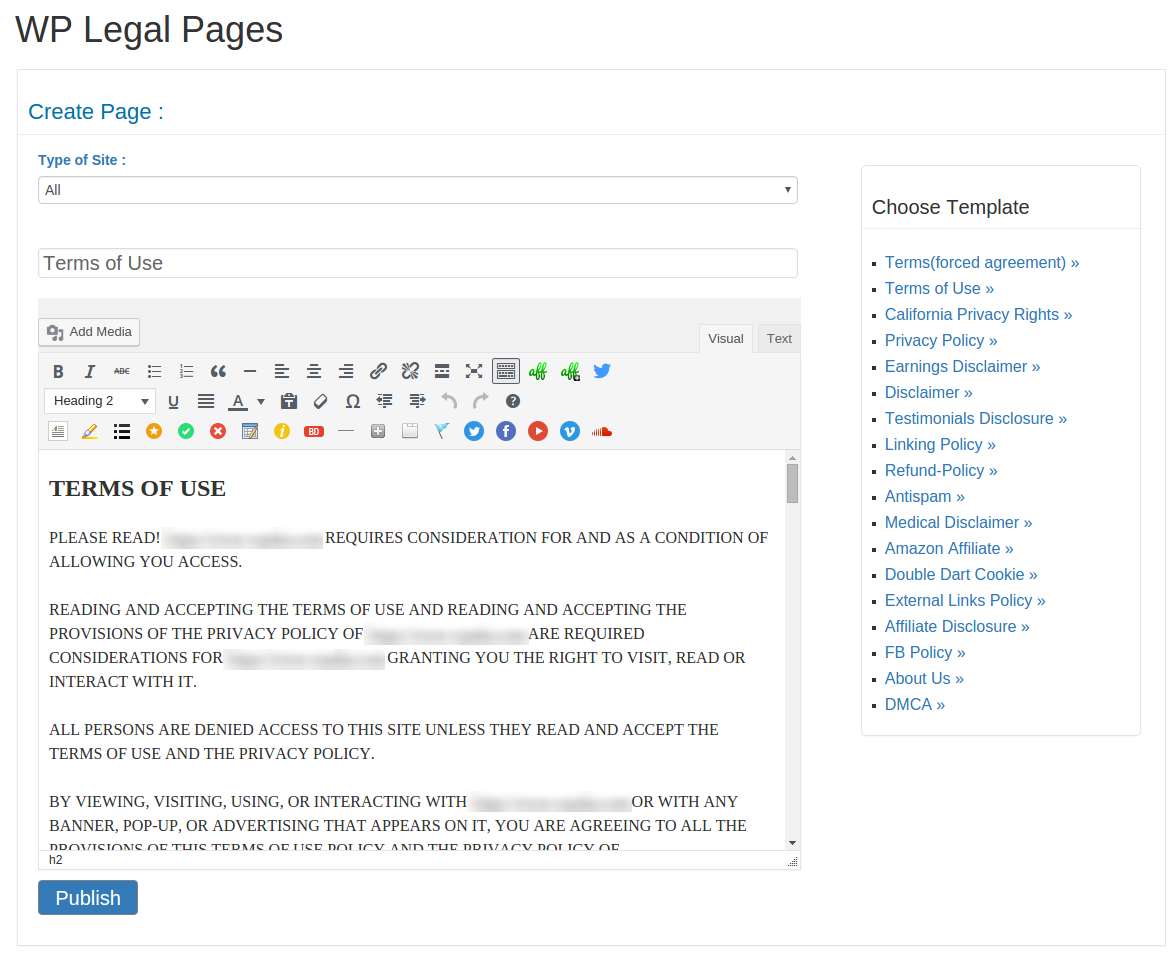 WP Legal Pages
Create Page :
Type of Site :
All
Terms of Use
Add Media
Visual
Text
B I ABC
aff aff
Heading 2
U A T Ω ?
i BD f
TERMS OF USE
PLEASE READ! REQUIRES CONSIDERATION FOR AND AS A CONDITION OF
ALLOWING YOU ACCESS.
READING AND ACCEPTING THE TERMS OF USE AND READING AND ACCEPTING THE
PROVISIONS OF THE PRIVACY POLICY OF ARE REQUIRED
CONSIDERATIONS FOR GRANTING YOU THE RIGHT TO VISIT, READ OR
INTERACT WITH IT.
ALL PERSONS ARE DENIED ACCESS TO THIS SITE UNLESS THEY READ AND ACCEPT THE
TERMS OF USE AND THE PRIVACY POLICY.
BY VIEWING, VISITING, USING, OR INTERACTING WITH OR WITH ANY
BANNER, POP-UP, OR ADVERTISING THAT APPEARS ON IT, YOU ARE AGREEING TO ALL THE
PROVISIONS OF THIS TERMS OF USE POLICY AND THE PRIVACY POLICY OF
h2
Publish
Choose Template
Terms(forced agreement) »
Terms of Use »
California Privacy Rights »
Privacy Policy »
Earnings Disclaimer »
Disclaimer »
Testimonials Disclosure »
Linking Policy »
Refund-Policy »
Antispam »
Medical Disclaimer »
Amazon Affiliate »
Double Dart Cookie »
External Links Policy »
Affiliate Disclosure »
FB Policy »
About Us »
DMCA »